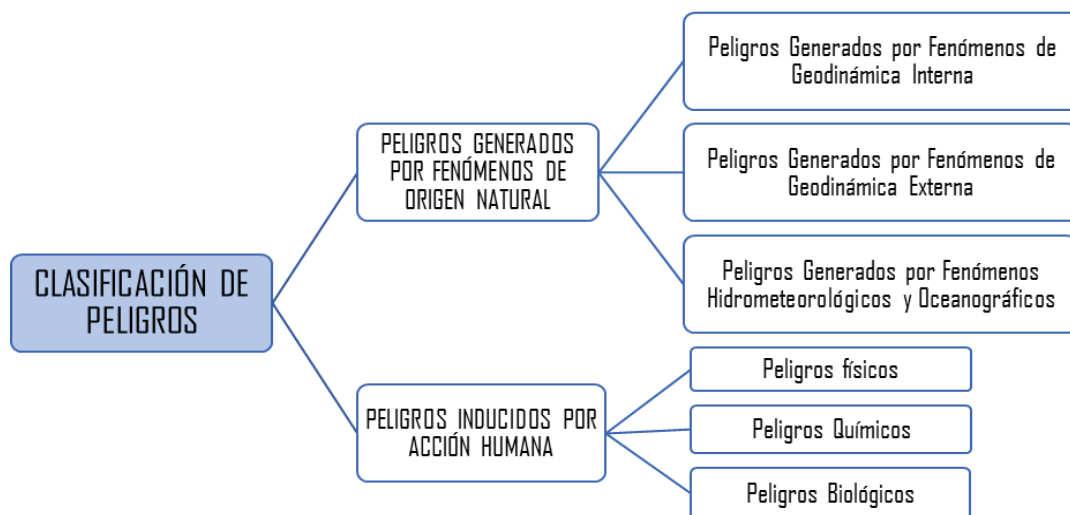 CLASIFICACIÓN DE
PELIGROS
PELIGROS GENERADOS
POR FENÓMENOS DE
ORIGEN NATURAL
Peligros Generados por Fenómenos de
Geodinámica Interna
Peligros Generados por Fenómenos de
Geodinámica Externa
Peligros Generados por Fenómenos
Hidrometeorológicos y Oceanográficos
PELIGROS INDUCIDOS POR
ACCIÓN HUMANA
Peligros físicos
Peligros Químicos
Peligros Biológicos